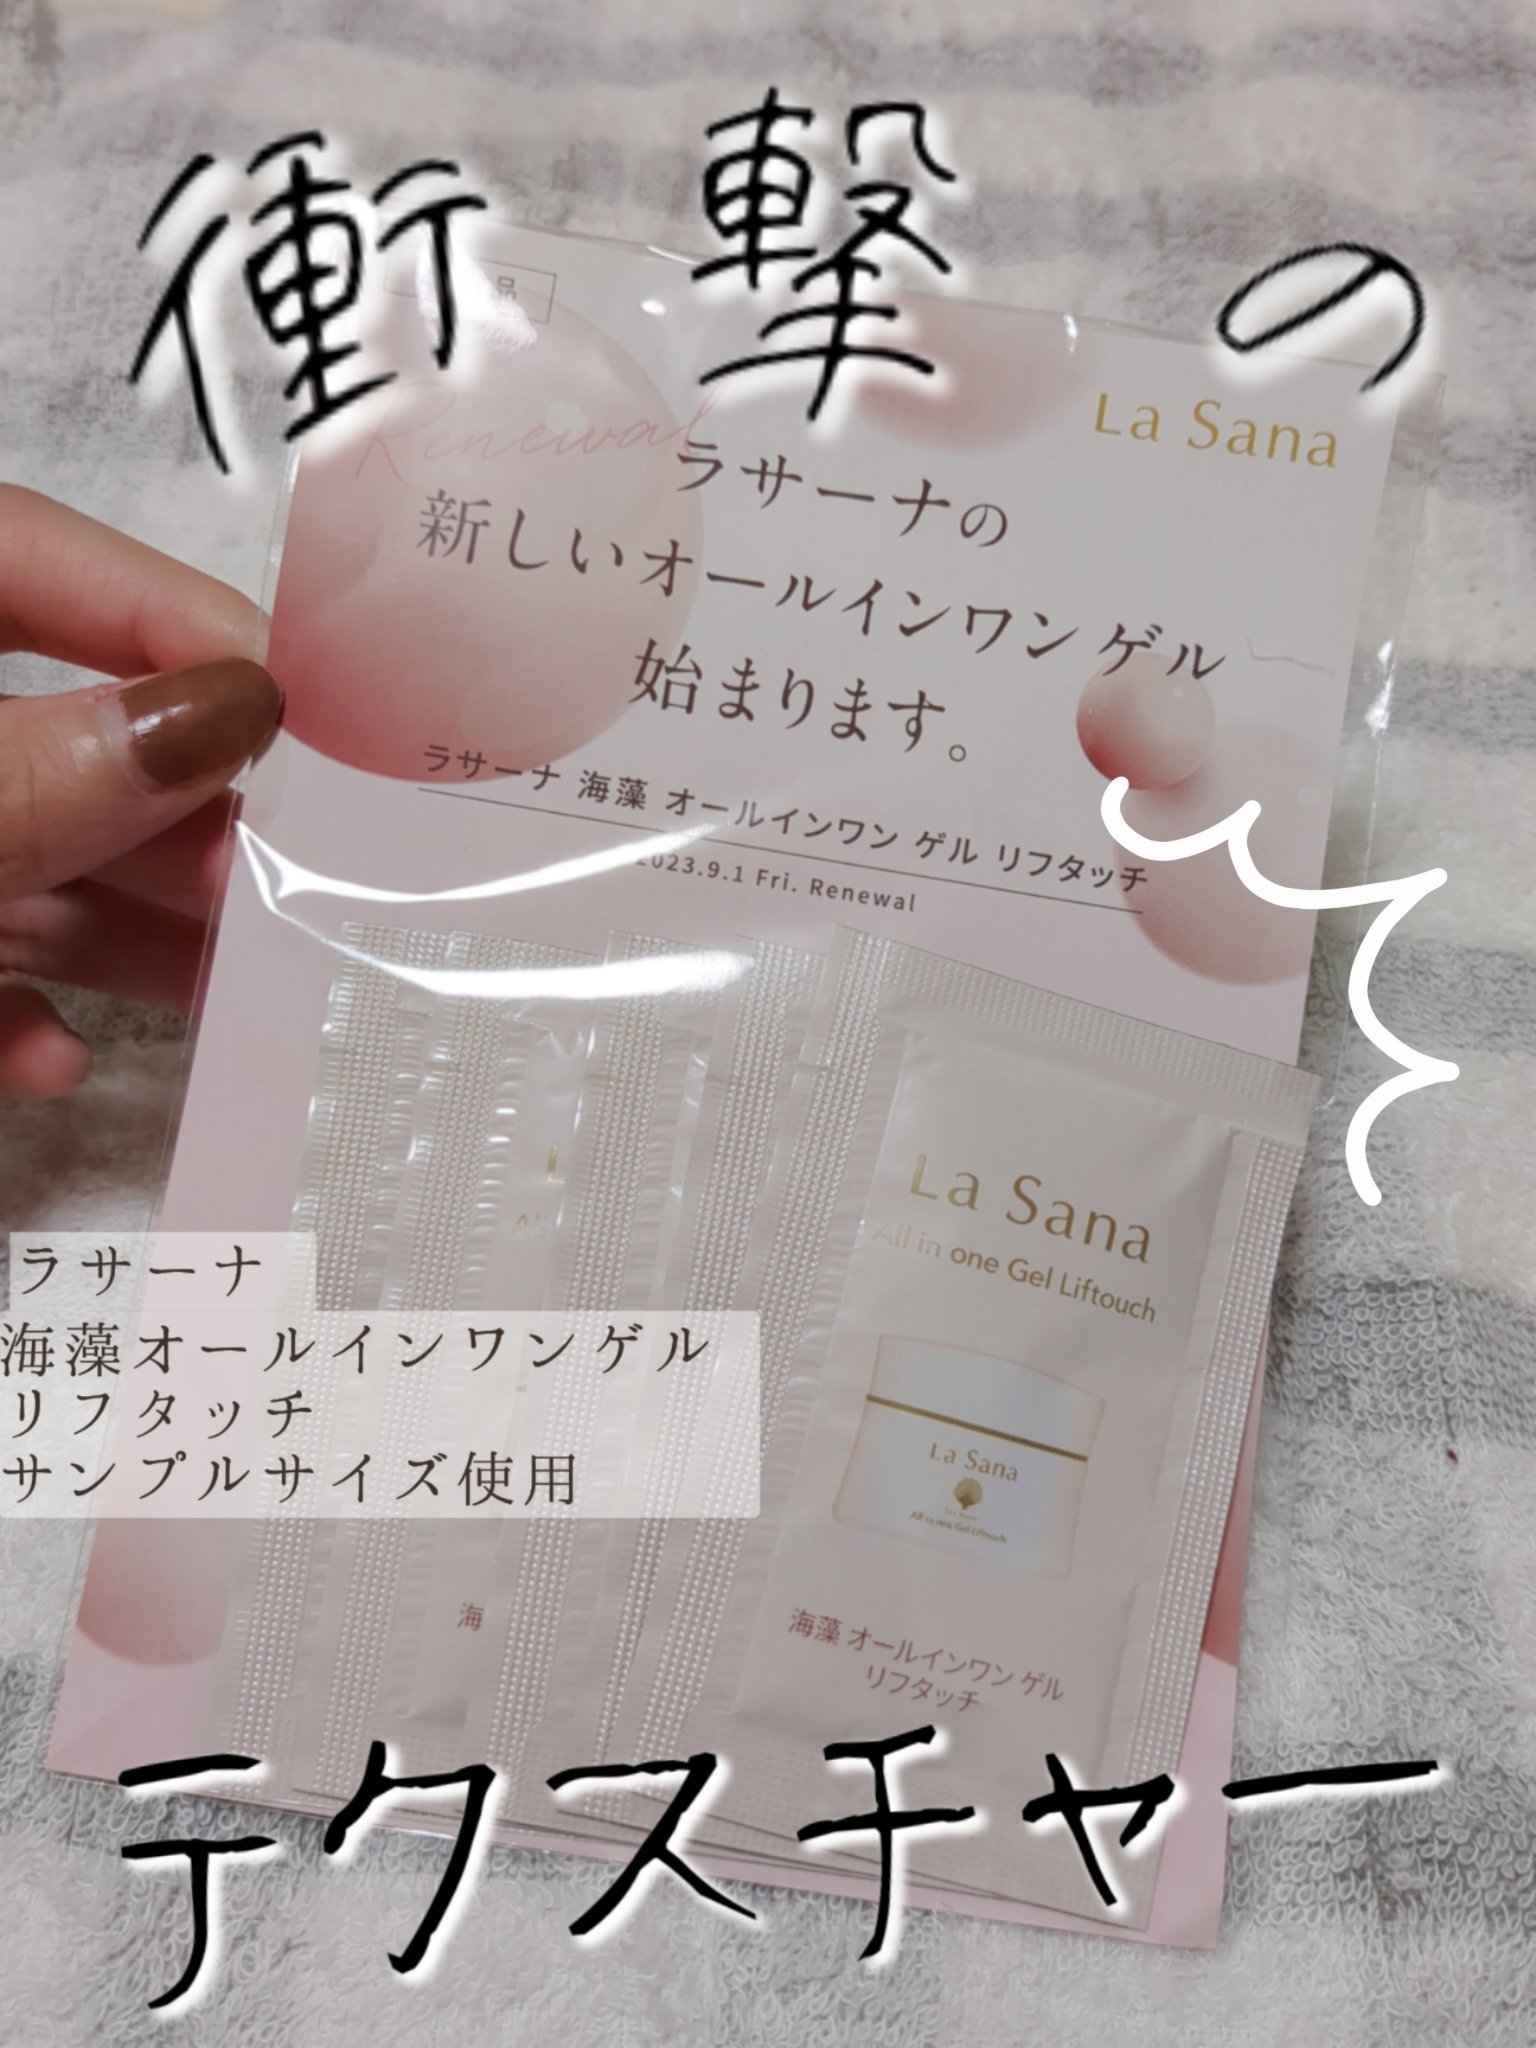 衝撃の
品
Renewal
La Sana
ラサーナの
新しいオールインワンゲル
始まります。
ラサーナ 海藻 オールインワン ゲル リフタッチ
2023.9.1 Fri. Renewal
La Sana
All in one Gel Liftouch
La Sana
All in one Gel Liftouch
海藻 オールインワン ゲル
リフタッチ
L
All
海
ラサーナ
海藻オールインワンゲル
リフタッチ
サンプルサイズ使用
テクスチャー